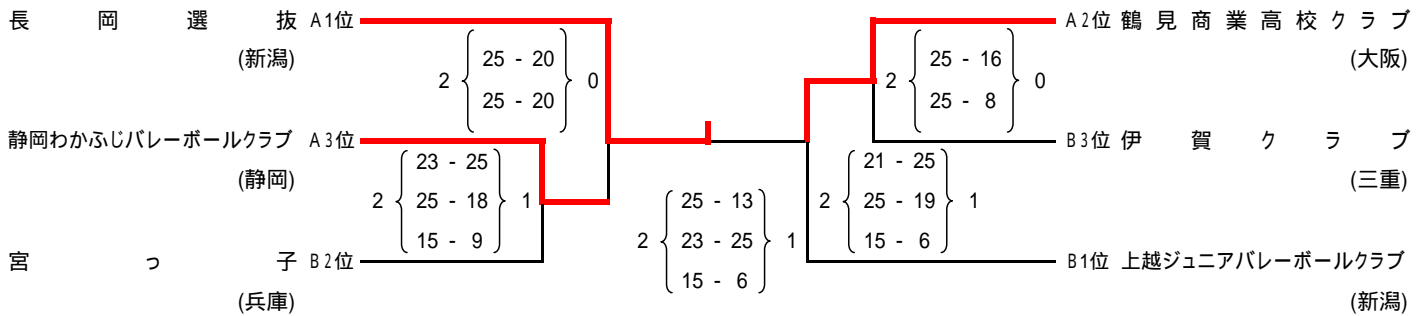 長岡選抜 A1位
(新潟)
2 25 - 20 0
25 - 20
静岡わかふじバレーボールクラブ A3位
(静岡)
23 - 25
2 25 - 18 1
15 - 9
宮っ子 B2位
(兵庫)
25 - 13
2 23 - 25 1
15 - 6
A2位 鶴見商業高校クラブ
(大阪)
2 25 - 16 0
25 - 8
B3位 伊賀クラブ
(三重)
21 - 25
2 25 - 19 1
15 - 6
B1位 上越ジュニアバレーボールクラブ
(新潟)